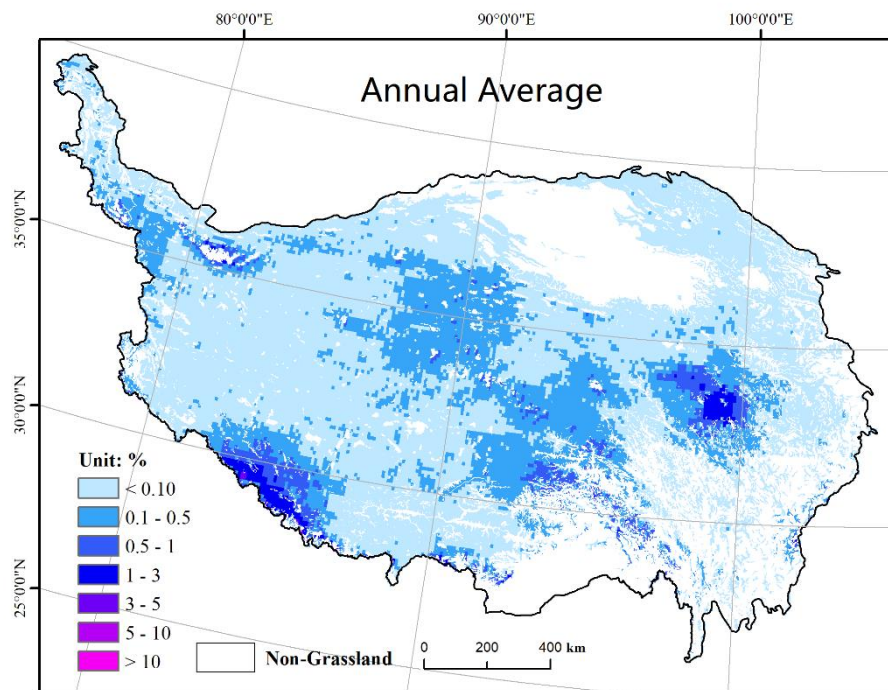 80°0'0"E 90°0'0"E 100°0'0"E
Annual Average
35°0'0"N
30°0'0"N
25°0'0"N
Unit: %
< 0.10
0.1 - 0.5
0.5 - 1
1 - 3
3 - 5
5 - 10
> 10
Non-Grassland
0 200 400 km